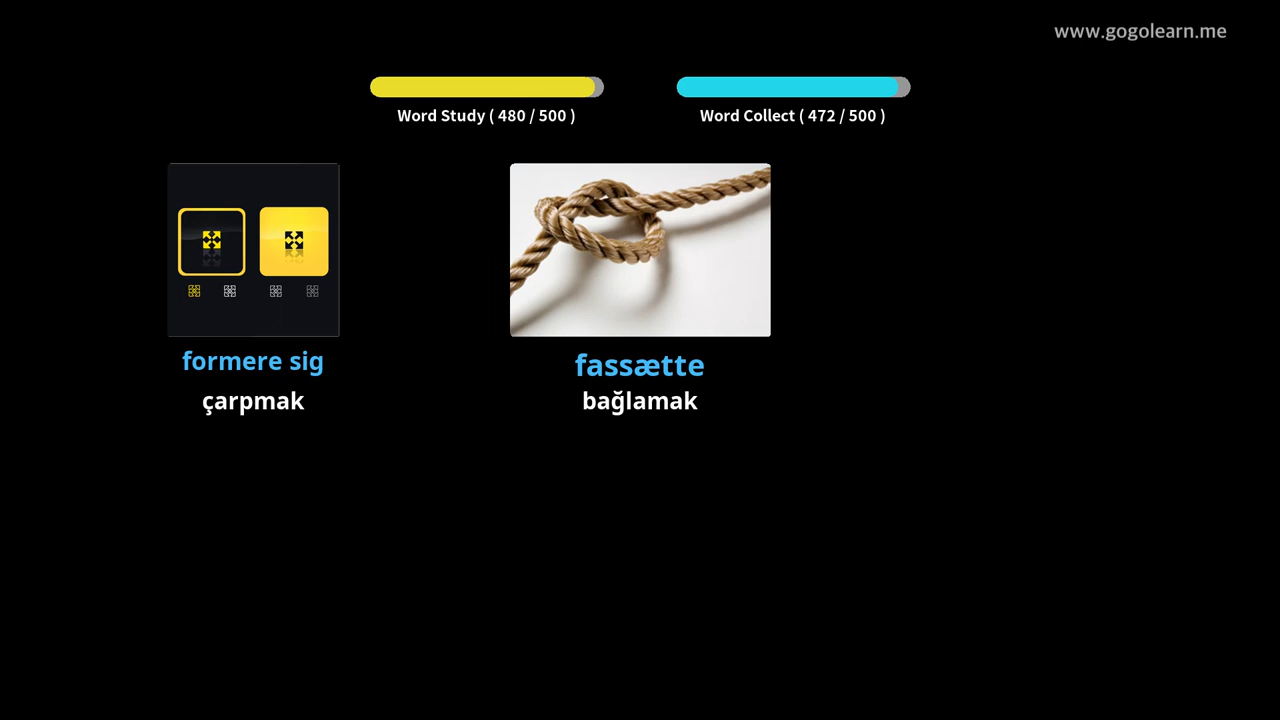 www.gogolearn.me
Word Study ( 480 / 500 )
Word Collect ( 472 / 500 )
formere sig
çarpmak
fassætte
bağlamak